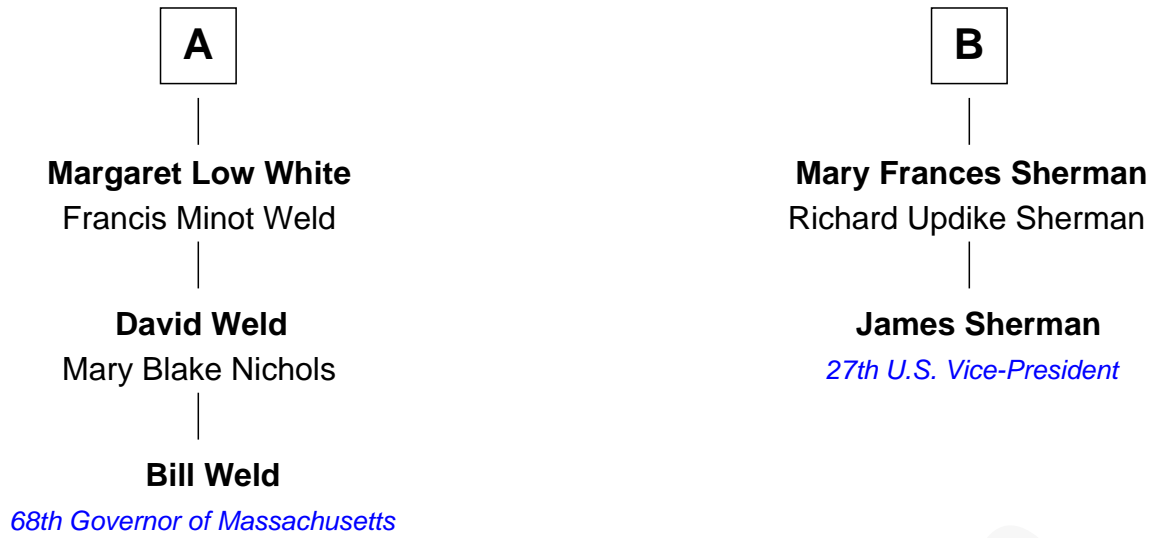 A
Margaret Low White
Francis Minot Weld
David Weld
Mary Blake Nichols
Bill Weld
68th Governor of Massachusetts
B
Mary Frances Sherman
Richard Updike Sherman
James Sherman
27th U.S. Vice-President